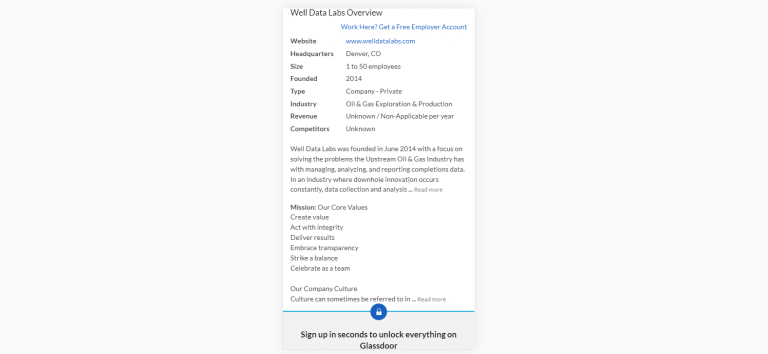 Well Data Labs Overview
Work Here? Get a Free Employer Account
Website www.welldatalabs.com
Headquarters Denver, CO
Size 1 to 50 employees
Founded 2014
Type Company - Private
Industry Oil & Gas Exploration & Production
Revenue Unknown / Non-Applicable per year
Competitors Unknown
Well Data Labs was founded in June 2014 with a focus on
solving the problems the Upstream Oil & Gas Industry has
with managing, analyzing, and reporting completions data.
In an industry where downhole innovation occurs
constantly, data collection and analysis ... Read more
Mission: Our Core Values
Create value
Act with integrity
Deliver results
Embrace transparency
Strike a balance
Celebrate as a team
Our Company Culture
Culture can sometimes be referred to in ... Read more
Sign up in seconds to unlock everything on
Glassdoor